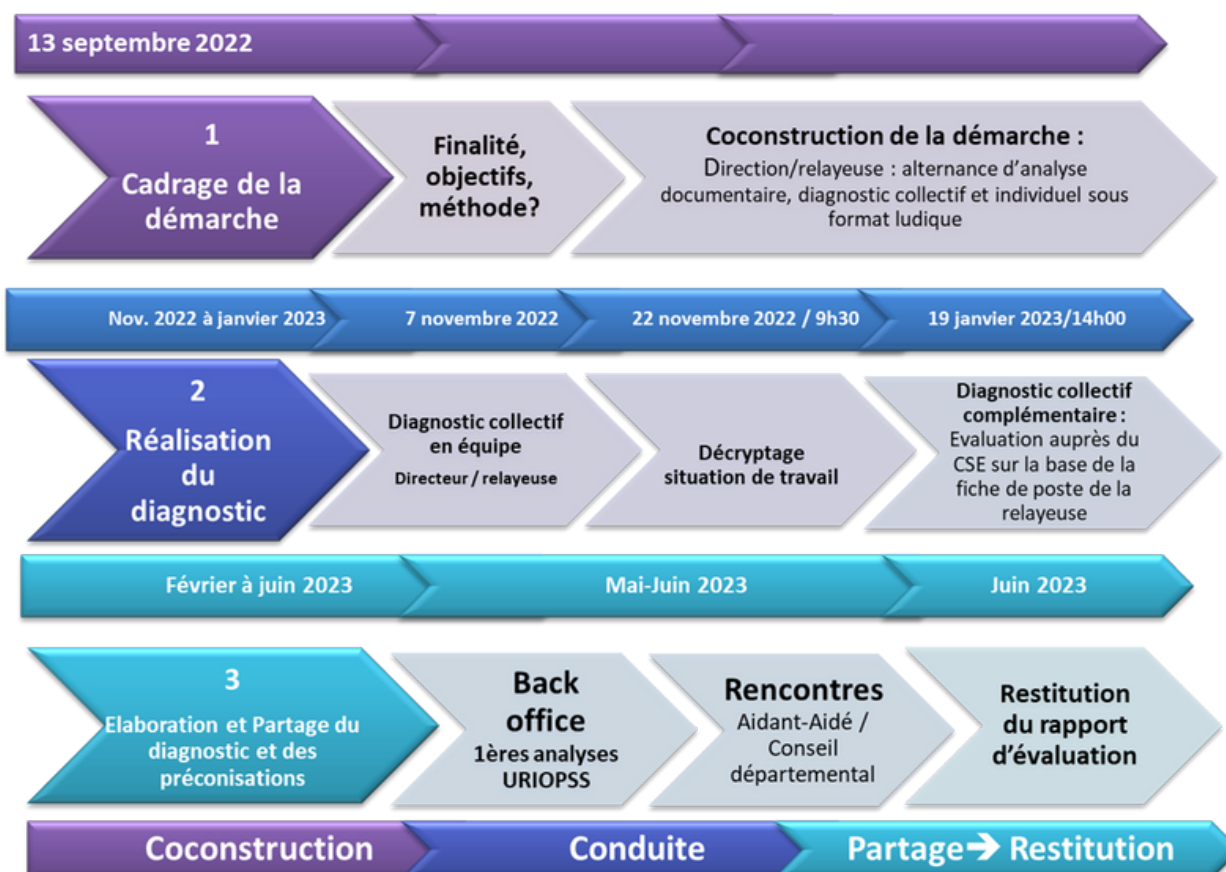 13 septembre 2022
1
Cadrage de la
démarche
Finalité,
objectifs,
méthode?
Coconstruction de la démarche :
Direction/relayeuse : alternance d'analyse
documentaire, diagnostic collectif et individuel sous
format ludique
Nov. 2022 à janvier 2023
7 novembre 2022
22 novembre 2022 / 9h30
19 janvier 2023/14h00
2
Réalisation
du
diagnostic
Diagnostic collectif
en équipe
Directeur / relayeuse
Décryptage
situation de travail
Diagnostic collectif
complémentaire :
Evaluation auprès du
CSE sur la base de la
fiche de poste de la
relayeuse
Février à juin 2023
Mai-Juin 2023
Juin 2023
3
Elaboration et Partage du
diagnostic et des
préconisations
Back
office
1ères analyses
URIOPSS
Rencontres
Aidant-Aidé /
Conseil
départemental
Restitution
du rapport
d'évaluation
Coconstruction
Conduite
Partage➔ Restitution